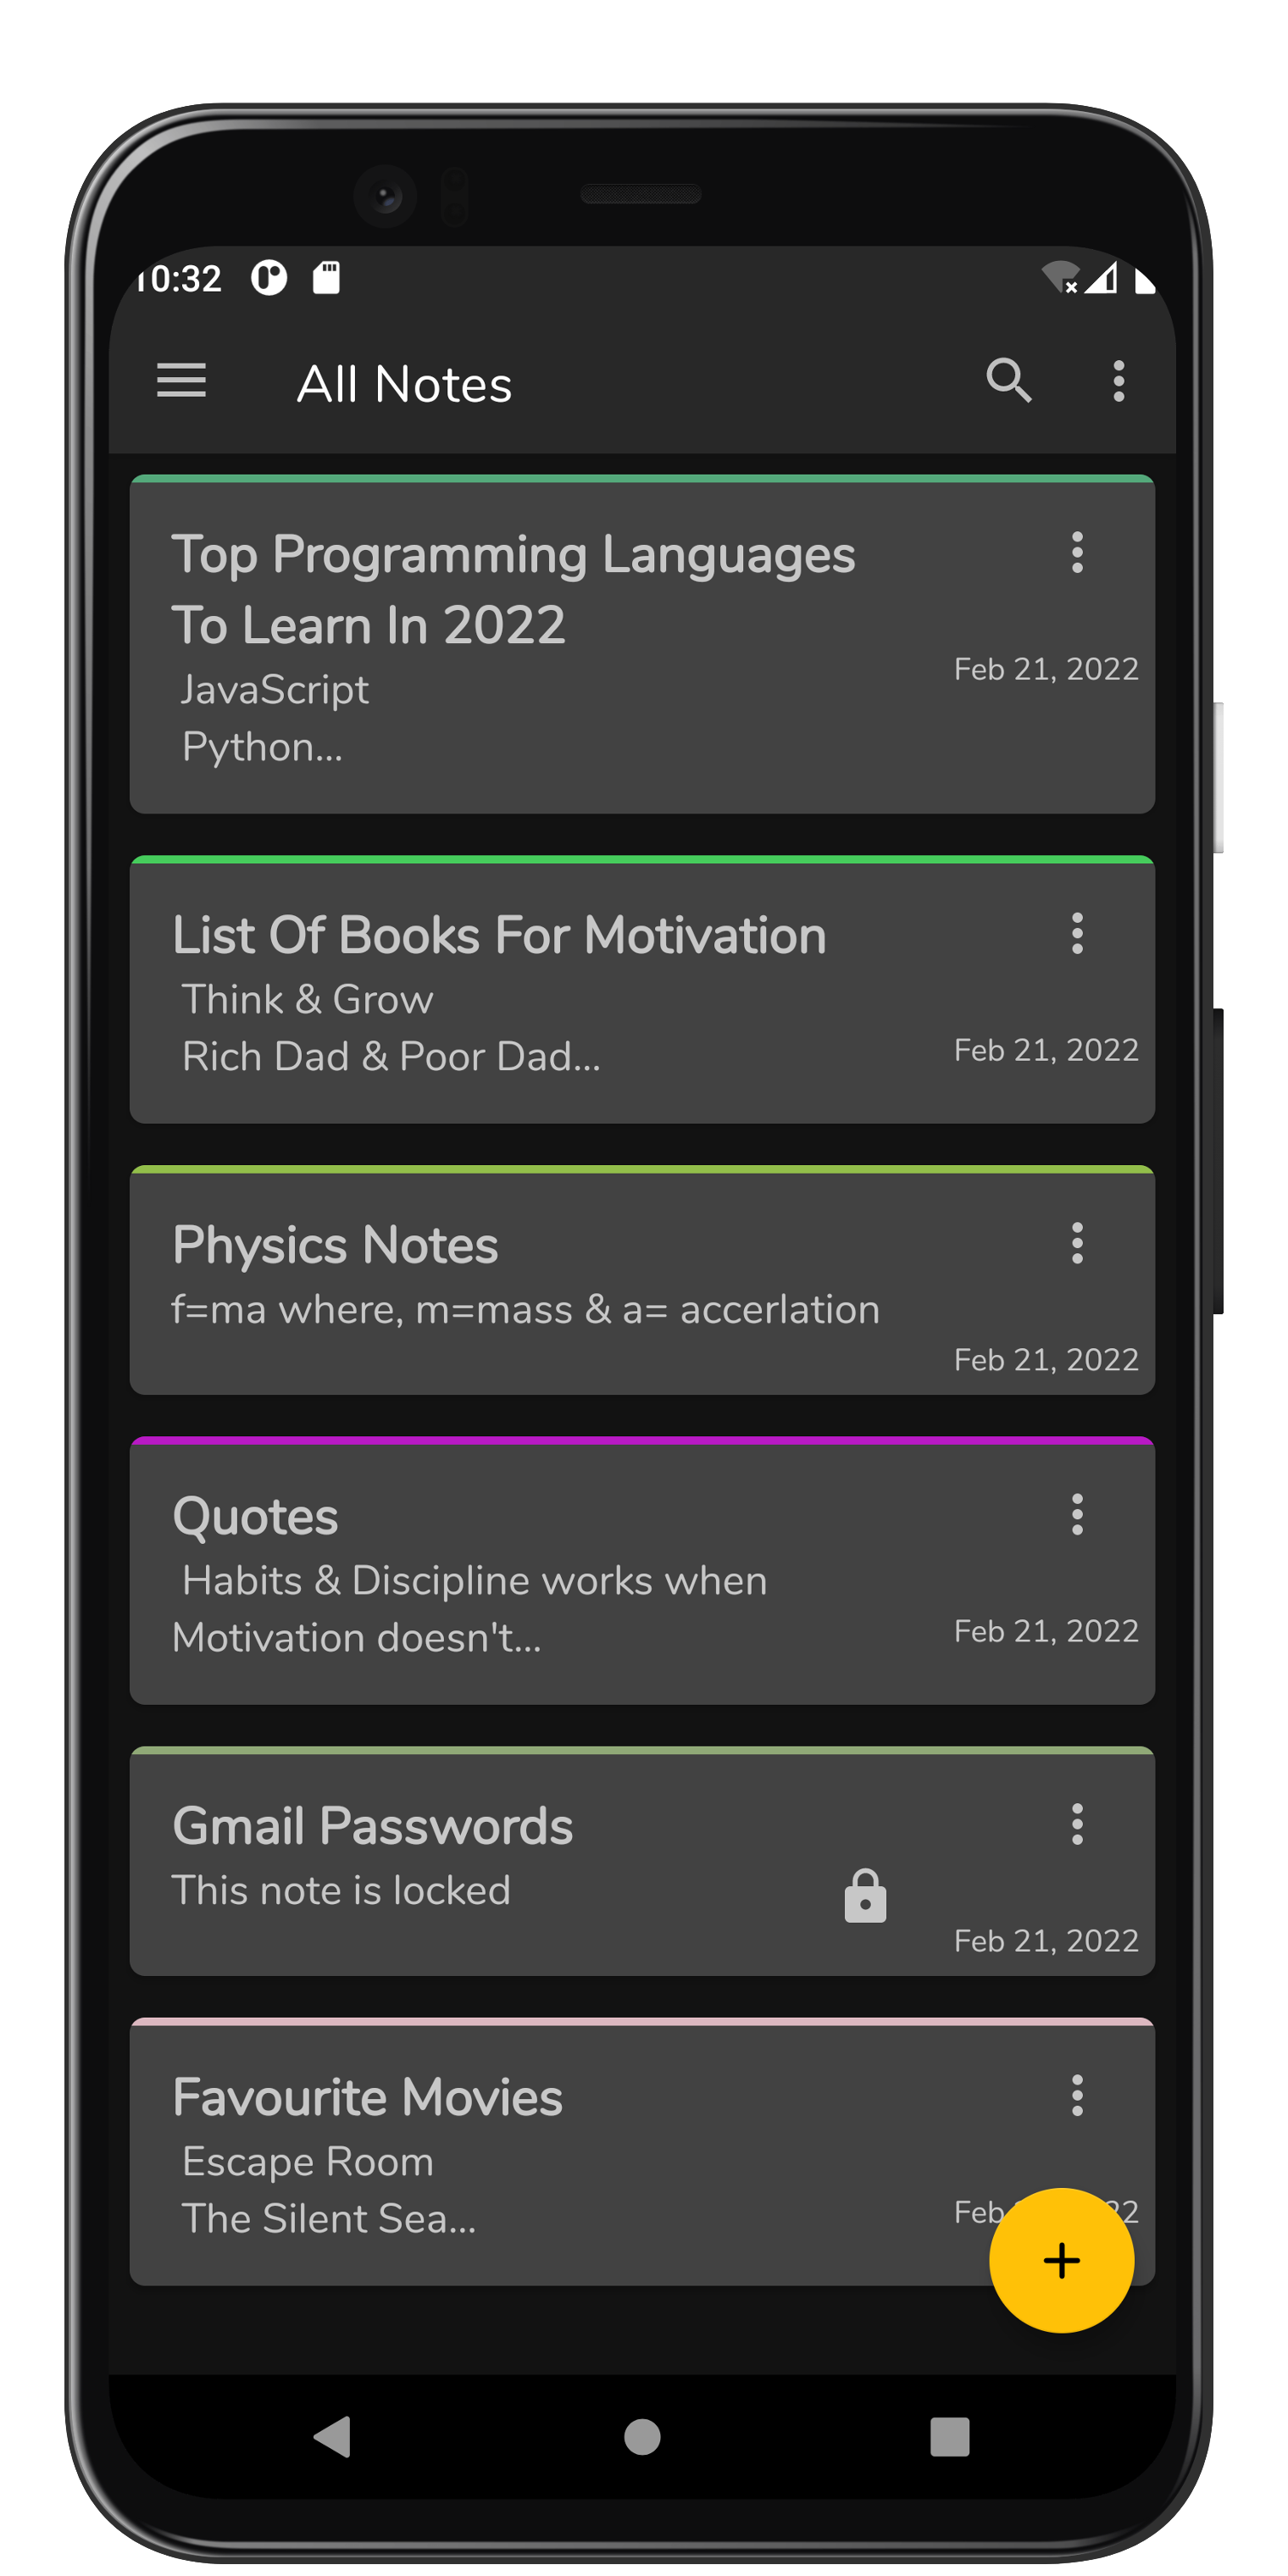 10:32
All Notes
Top Programming Languages
To Learn In 2022
JavaScript
Python...
Feb 21, 2022
List Of Books For Motivation
Think & Grow
Rich Dad & Poor Dad...
Feb 21, 2022
Physics Notes
f=ma where, m=mass & a= accerlation
Feb 21, 2022
Quotes
Habits & Discipline works when
Motivation doesn't...
Feb 21, 2022
Gmail Passwords
This note is locked
Feb 21, 2022
Favourite Movies
Escape Room
The Silent Sea...
Feb